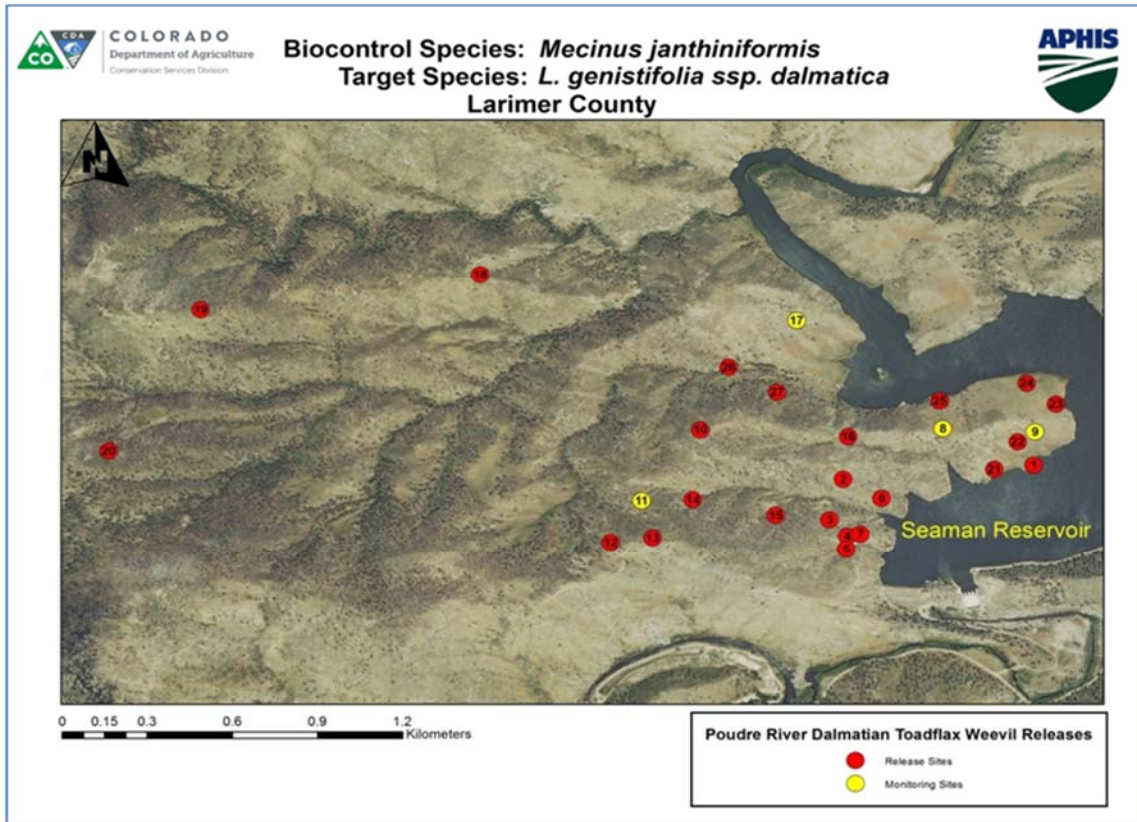 CDA
CO
COLORADO
Department of Agriculture
Conservation Services Division
Biocontrol Species: Mecinus janthiniformis
Target Species: L. genistifolia ssp. dalmatica
Larimer County
APHIS
N
18
19
17
26
27
24
25
23
20
10
16
8
9
22
21
1
2
11
14
6
15
3
12
13
4
7
5
Seaman Reservoir
0 0.15 0.3 0.6 0.9 1.2
Kilometers
Poudre River Dalmatian Toadflax Weevil Releases
Release Sites
Monitoring Sites